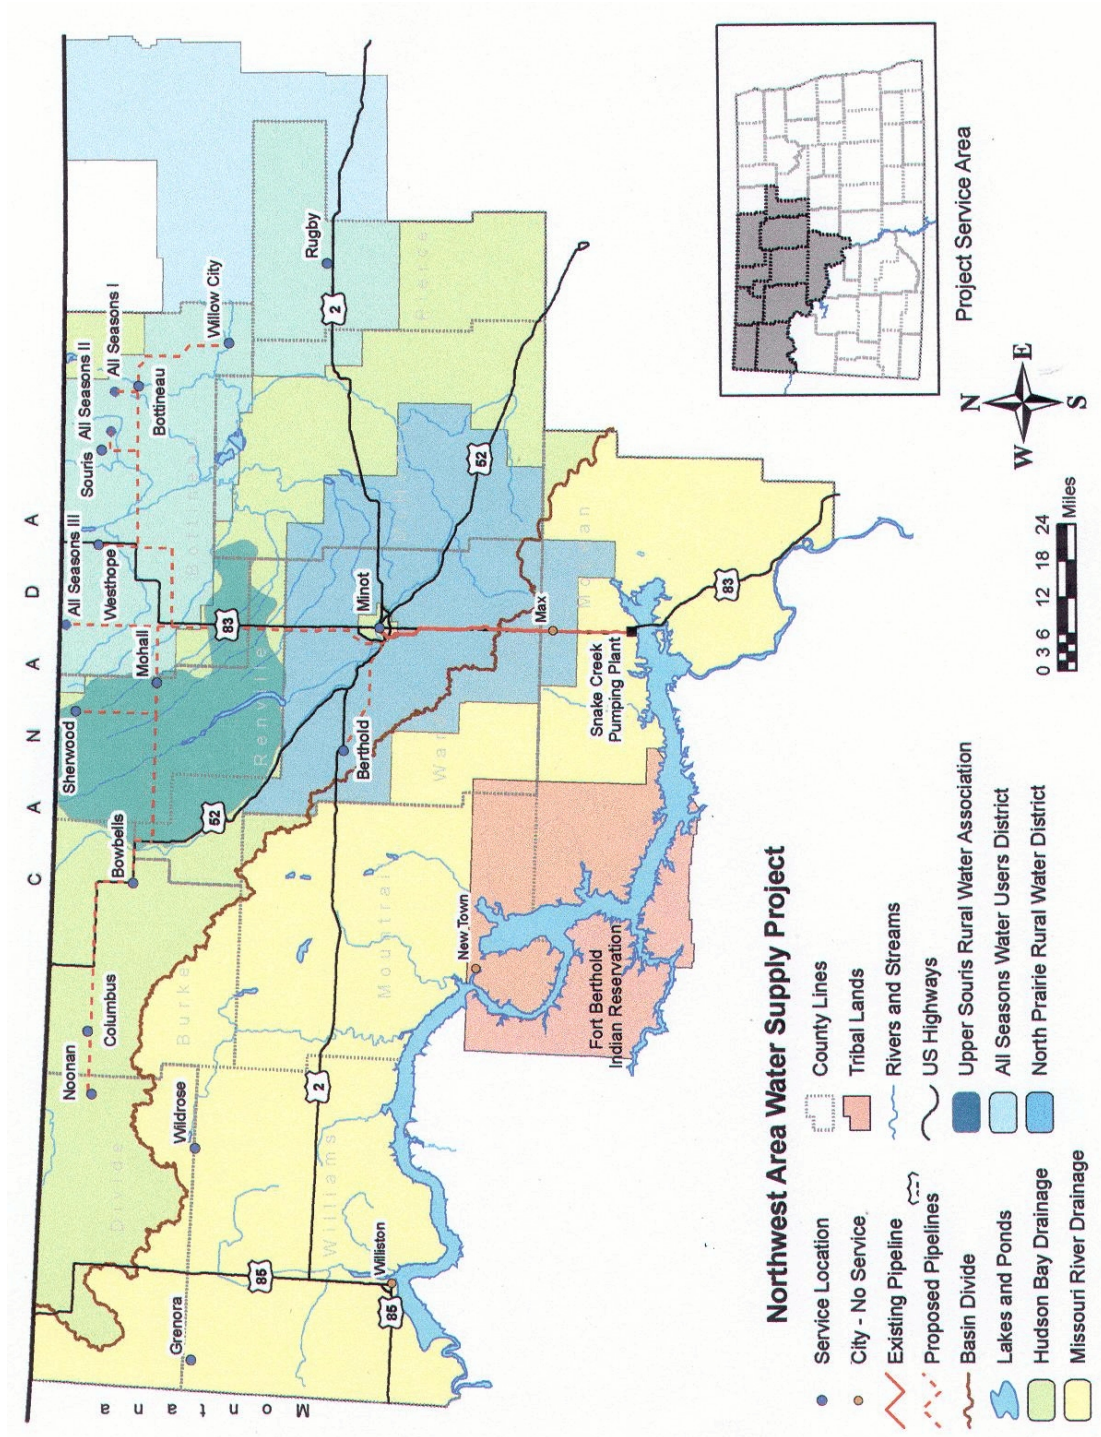 C A N A D A
Montana
Sherwood
All Seasons III
Westhope
Mohall
Souris
All Seasons II
All Seasons I
Bottineau
Willow City
Rugby
Bowbells
Columbus
Noonan
Wildrose
Grenora
Williston
New Town
Berthold
Minot
Max
Snake Creek
Pumping Plant
Fort Berthold
Indian Reservation
Divide
Burke
Williams
Mountrail
Renville
Bottineau
Pierce
52
83
2
52
2
85
85
83
Northwest Area Water Supply Project
Service Location
City - No Service
Existing Pipeline
Proposed Pipelines
Basin Divide
Lakes and Ponds
Hudson Bay Drainage
Missouri River Drainage
County Lines
Tribal Lands
Rivers and Streams
US Highways
Upper Souris Rural Water Association
All Seasons Water Users District
North Prairie Rural Water District
0 3 6 12 18 24
Miles
N
W E
S
Project Service Area